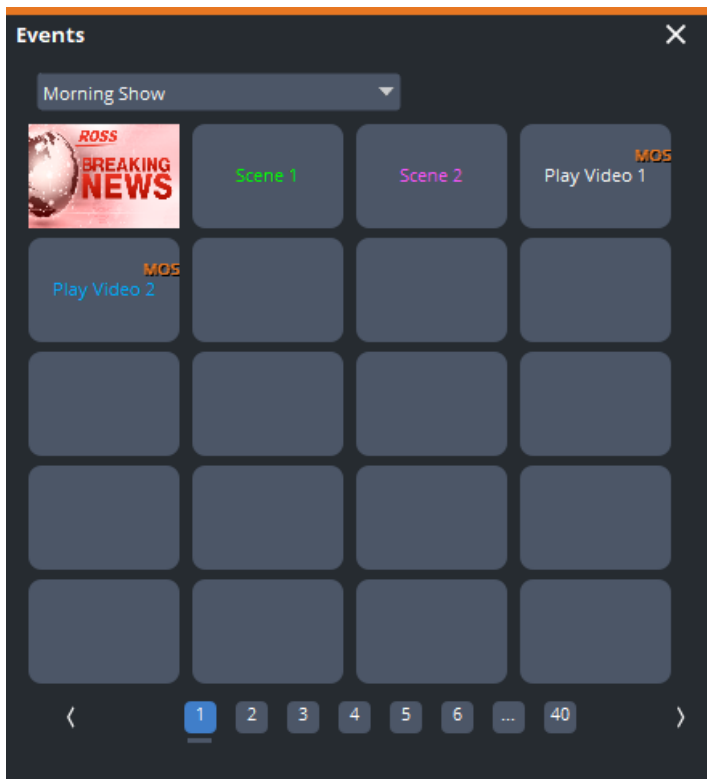 Events
Morning Show
ROSS
BREAKING
NEWS
Scene 1
Scene 2
MOS
Play Video 1
MOS
Play Video 2
1 2 3 4 5 6 ... 40